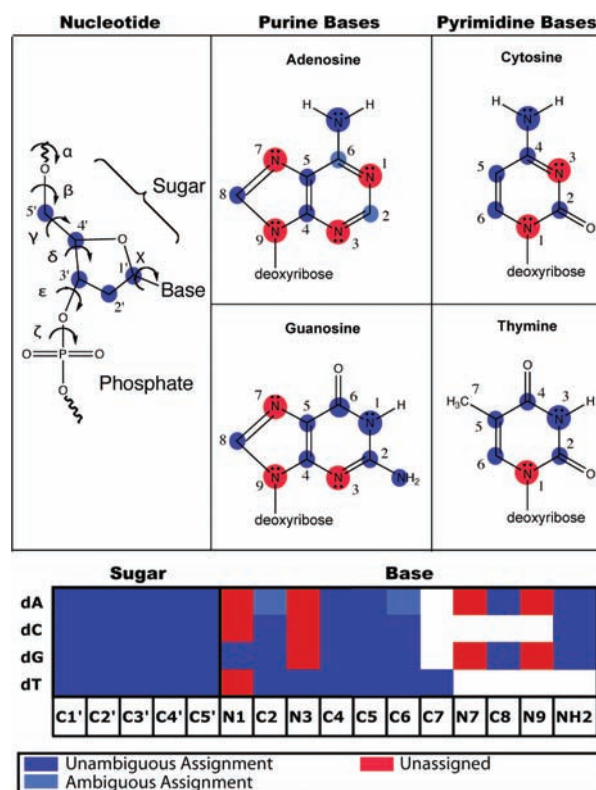 Nucleotide Purine Bases Pyrimidine Bases
α
O
β
Sugar
5'
γ
4'
O
δ
1'
X
3'
Base
2'
ε
O
ζ
O P O
Phosphate
O
Adenosine
H H
N
7
6
N
5
1
N
8
4
2
N
N
9
3
deoxyribose
Cytosine
H H
N
4
5
3
N
6
2
N
O
1
deoxyribose
Guanosine
O
7
6
1
N
5
N H
8
4
2
N
N
NH2
9
3
deoxyribose
Thymine
O
7
4
3
H3C
N H
5
6
2
N
O
1
deoxyribose
Sugar Base
dA
dC
dG
dT
C1' C2' C3' C4' C5' N1 C2 N3 C4 C5 C6 C7 N7 C8 N9 NH2
Unambiguous Assignment Unassigned
Ambiguous Assignment